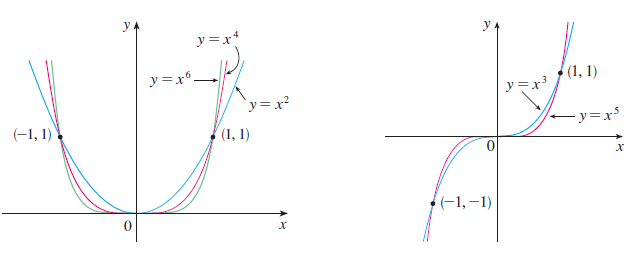 y
y = x⁴
y = x⁶
y = x²
(−1, 1)
(1, 1)
0
x
y
(1, 1)
y = x³
y = x⁵
0
x
(−1, −1)